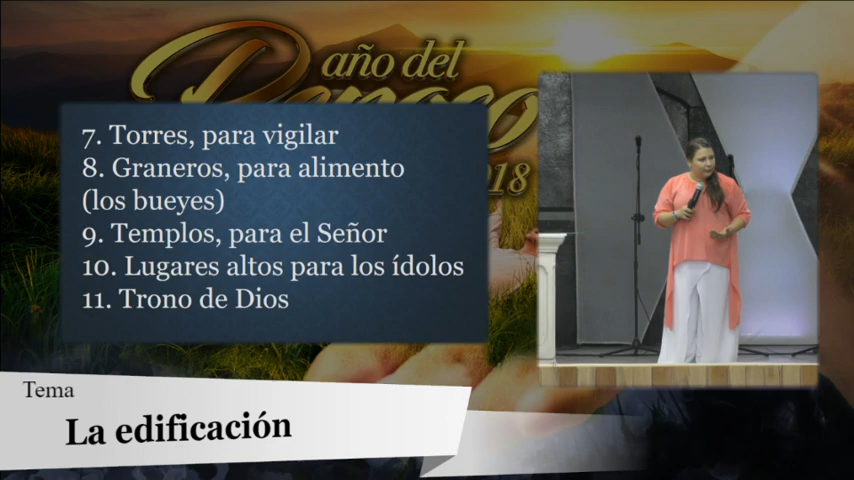 año del
7. Torres, para vigilar
8. Graneros, para alimento
(los bueyes)
9. Templos, para el Señor
10. Lugares altos para los ídolos
11. Trono de Dios
Tema
La edificación